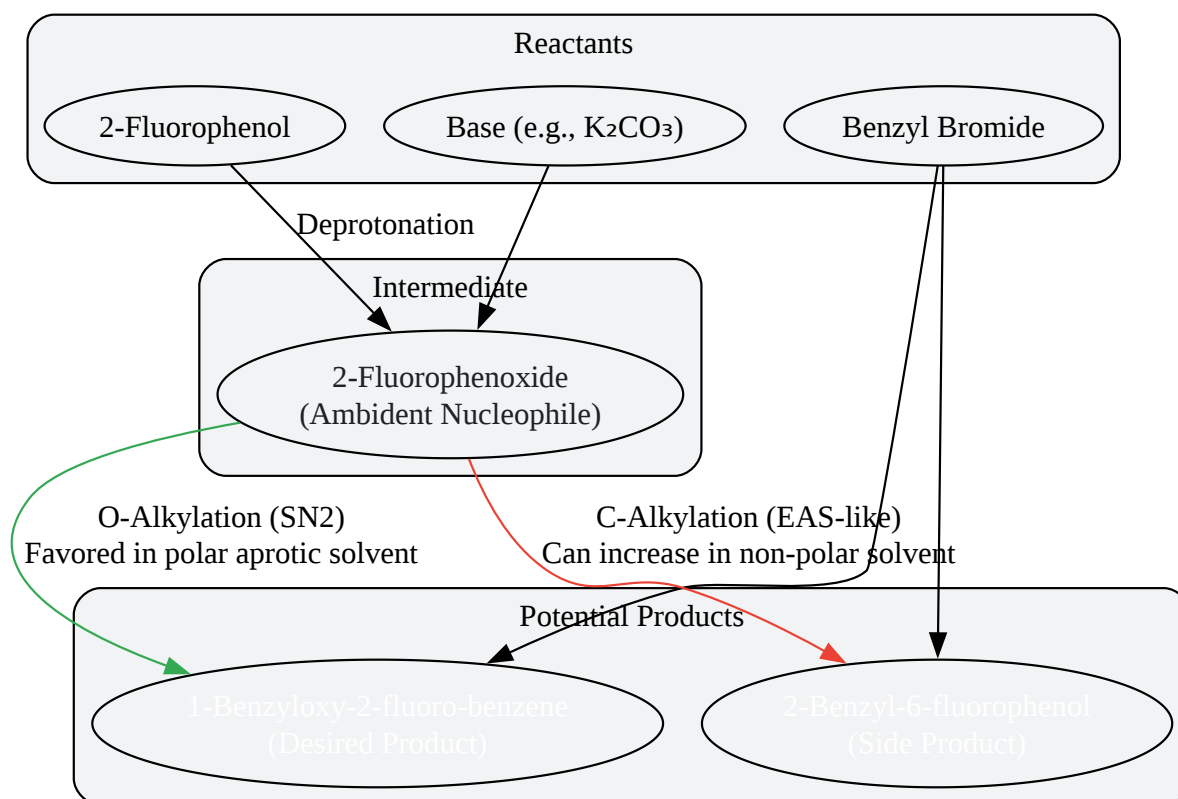 Reactants
2-Fluorophenol
Base (e.g., K₂CO₃)
Benzyl Bromide
Deprotonation
Intermediate
2-Fluorophenoxide
(Ambident Nucleophile)
O-Alkylation (SN2)
Favored in polar aprotic solvent
C-Alkylation (EAS-like)
Can increase in non-polar solvent
Potential Products
1-Benzyloxy-2-fluoro-benzene
(Desired Product)
2-Benzyl-6-fluorophenol
(Side Product)